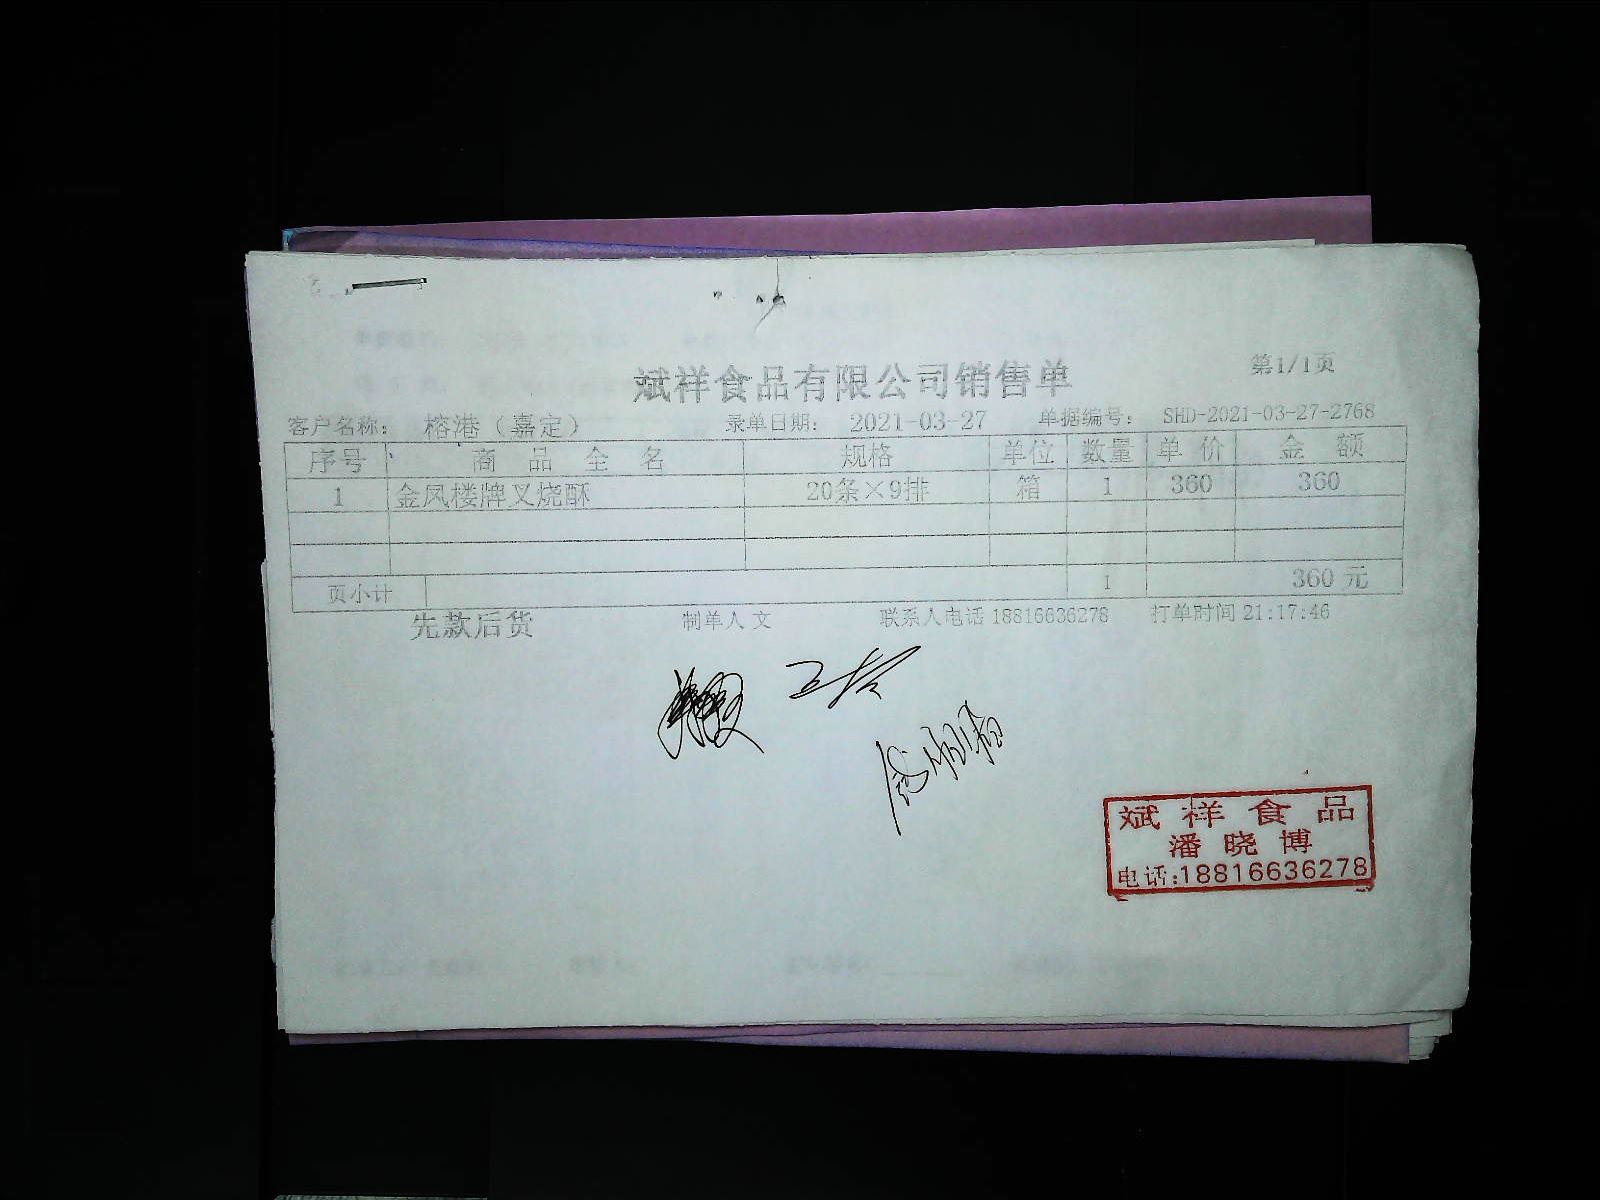 斌祥食品有限公司销售单
第1/1页
客户名称： 榕港（嘉定） 录单日期： 2021-03-27 单据编号： SHD-2021-03-27-2768
序号 商品全名 规格 单位 数量 单价 金额
1 金凤楼牌叉烧酥 20条×9排 箱 1 360 360
页小计 1 360 元
先款后货 制单人 文 联系人电话 18816636278 打单时间 21:17:46
斌祥食品
潘晓博
电话:18816636278